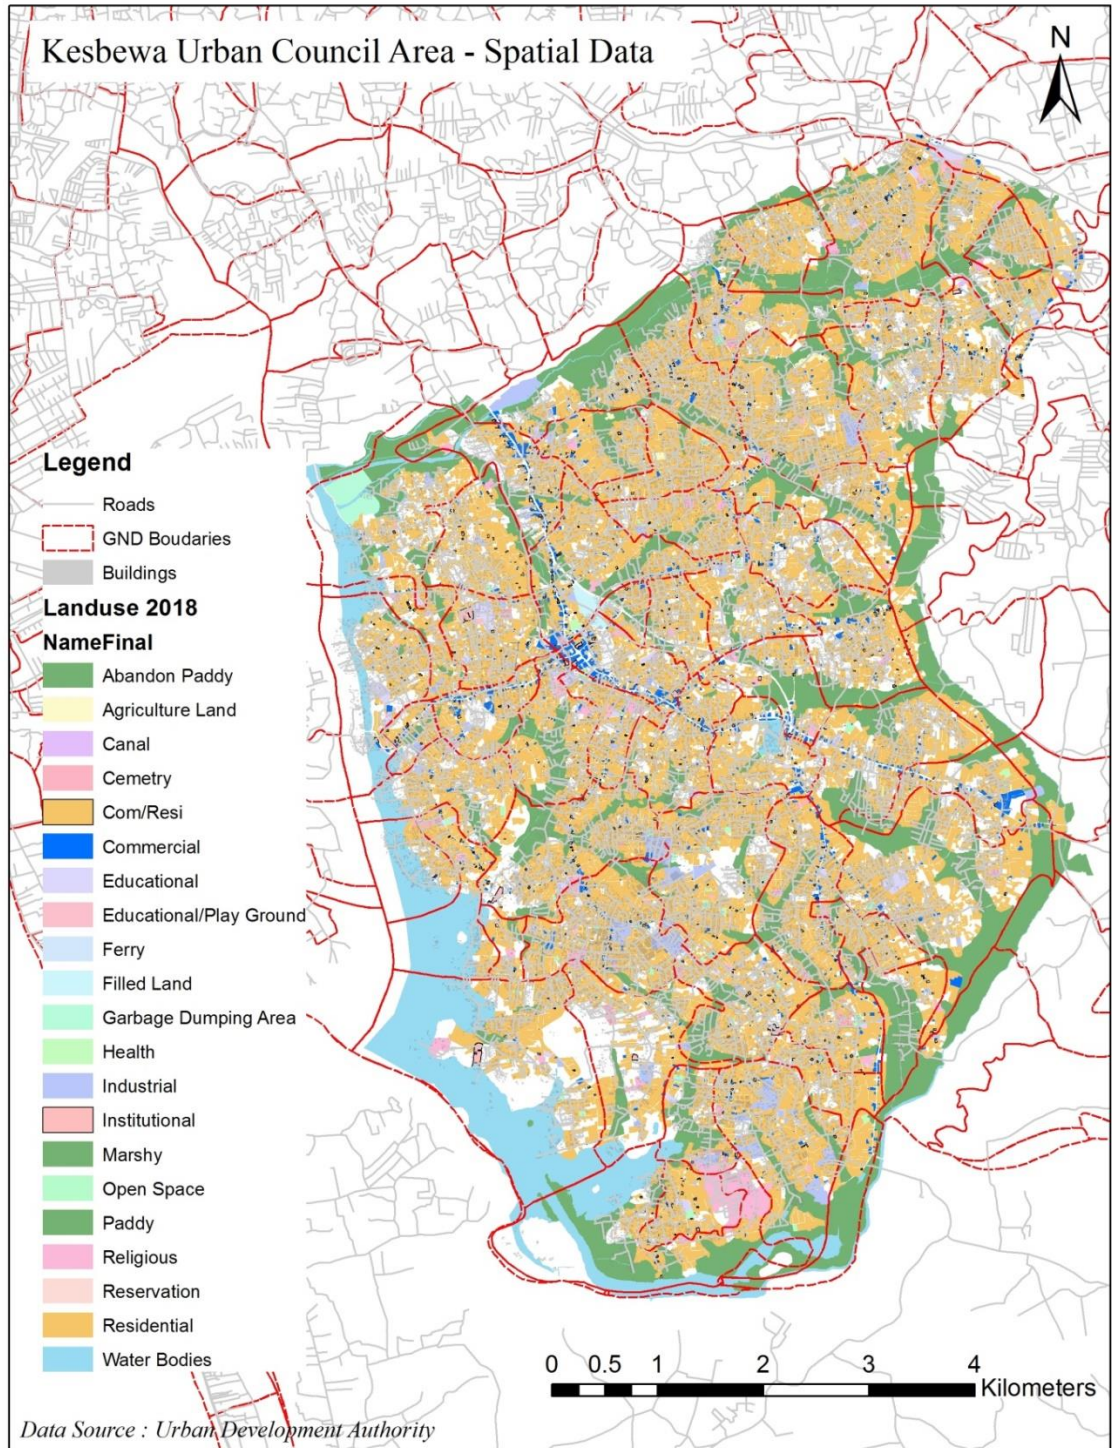 Kesbewa Urban Council Area - Spatial Data
N
Legend
Roads
GND Boudaries
Buildings
Landuse 2018
NameFinal
Abandon Paddy
Agriculture Land
Canal
Cemetry
Com/Resi
Commercial
Educational
Educational/Play Ground
Ferry
Filled Land
Garbage Dumping Area
Health
Industrial
Institutional
Marshy
Open Space
Paddy
Religious
Reservation
Residential
Water Bodies
0 0.5 1 2 3 4
Kilometers
Data Source : Urban Development Authority